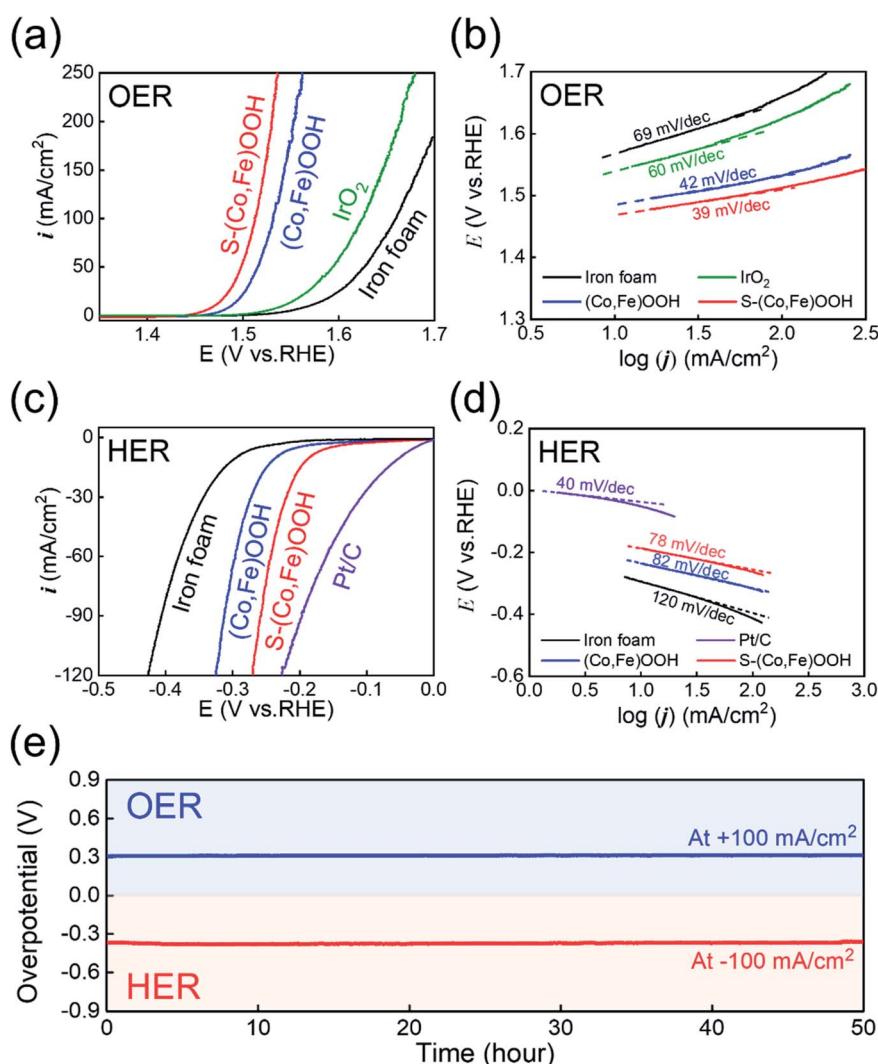 (a)
OER
S-(Co,Fe)OOH
(Co,Fe)OOH
IrO₂
Iron foam
i (mA/cm²)
250
200
150
100
50
0
1.4 1.5 1.6 1.7
E (V vs.RHE)
(b)
OER
69 mV/dec
60 mV/dec
42 mV/dec
39 mV/dec
E (V vs.RHE)
1.7
1.6
1.5
1.4
1.3
Iron foam IrO₂
(Co,Fe)OOH S-(Co,Fe)OOH
0.5 1.0 1.5 2.0 2.5
log (j) (mA/cm²)
(c)
HER
Iron foam
(Co,Fe)OOH
S-(Co,Fe)OOH
Pt/C
i (mA/cm²)
0
-30
-60
-90
-120
-0.5 -0.4 -0.3 -0.2 -0.1 0.0
E (V vs.RHE)
(d)
HER
40 mV/dec
78 mV/dec
82 mV/dec
120 mV/dec
E (V vs.RHE)
0.2
0.0
-0.2
-0.4
-0.6
Iron foam Pt/C
(Co,Fe)OOH S-(Co,Fe)OOH
0.0 0.5 1.0 1.5 2.0 2.5 3.0
log (j) (mA/cm²)
(e)
OER
At +100 mA/cm²
At -100 mA/cm²
HER
Overpotential (V)
0.9
0.6
0.3
0.0
-0.3
-0.6
-0.9
0 10 20 30 40 50
Time (hour)